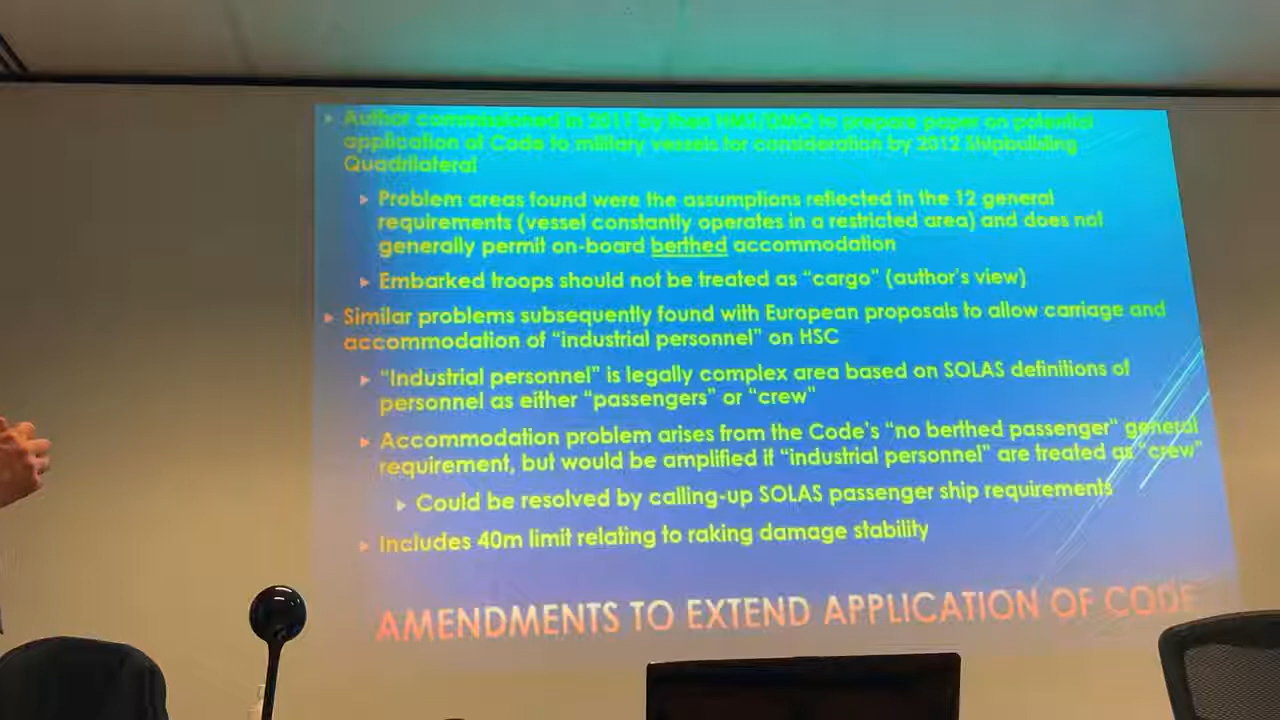 Author commissioned in 2011 by then HMS/DMO to prepare paper on potential
application of Code to military vessels for consideration by 2012 Shipbuilding
Quadrilateral
Problem areas found were the assumptions reflected in the 12 general
requirements (vessel constantly operates in a restricted area) and does not
generally permit on-board berthed accommodation
Embarked troops should not be treated as "cargo" (author's view)
Similar problems subsequently found with European proposals to allow carriage and
accommodation of "industrial personnel" on HSC
"Industrial personnel" is legally complex area based on SOLAS definitions of
personnel as either "passengers" or "crew"
Accommodation problem arises from the Code's "no berthed passenger" general
requirement, but would be amplified if "industrial personnel" are treated as "crew"
Could be resolved by calling-up SOLAS passenger ship requirements
Includes 40m limit relating to raking damage stability
AMENDMENTS TO EXTEND APPLICATION OF CODE